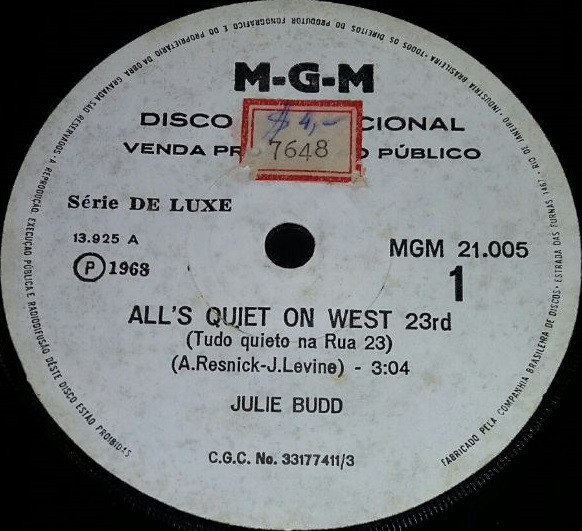 M-G-M
DISCO CIONAL
VENDA PR O PÚBLICO
$ 4,-
7648
Série DE LUXE
13.925 A
MGM 21.005
Ⓟ 1968
1
ALL'S QUIET ON WEST 23rd
(Tudo quieto na Rua 23)
(A.Resnick-J.Levine) - 3:04
JULIE BUDD
C.G.C. No. 33177411/3
FABRICADO PELA COMPANHIA BRASILEIRA DE DISCOS · ESTRADA DAS FURNAS 1467 · RIO DE JANEIRO · INDUSTRIA BRASILEIRA · TODOS OS DIREITOS DO PRODUTOR FONOGRÁFICO E DO PROPRIETARIO DA OBRA GRAVADA SÃO RESERVADOS · A REPRODUÇÃO, EXECUÇÃO PÚBLICA E RADIODIFUSÃO DÊSTE DISCO ESTÃO PROIBIDAS